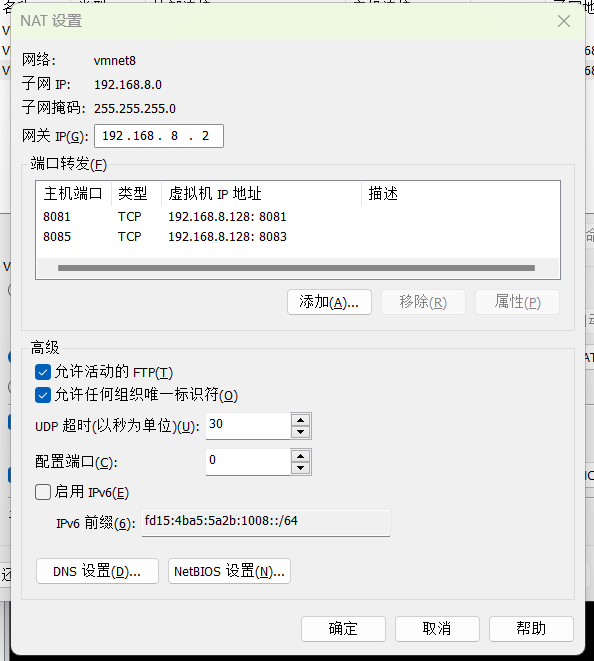 NAT 设置
网络: vmnet8
子网 IP: 192.168.8.0
子网掩码: 255.255.255.0
网关 IP(G): 192 . 168 . 8 . 2
端口转发(F)
主机端口 类型 虚拟机 IP 地址 描述
8081 TCP 192.168.8.128: 8081
8085 TCP 192.168.8.128: 8083
添加(A)... 移除(R) 属性(P)
高级
允许活动的 FTP(T)
允许任何组织唯一标识符(O)
UDP 超时(以秒为单位)(U): 30
配置端口(C): 0
启用 IPv6(E)
IPv6 前缀(6): fd15:4ba5:5a2b:1008::/64
DNS 设置(D)... NetBIOS 设置(N)...
确定 取消 帮助